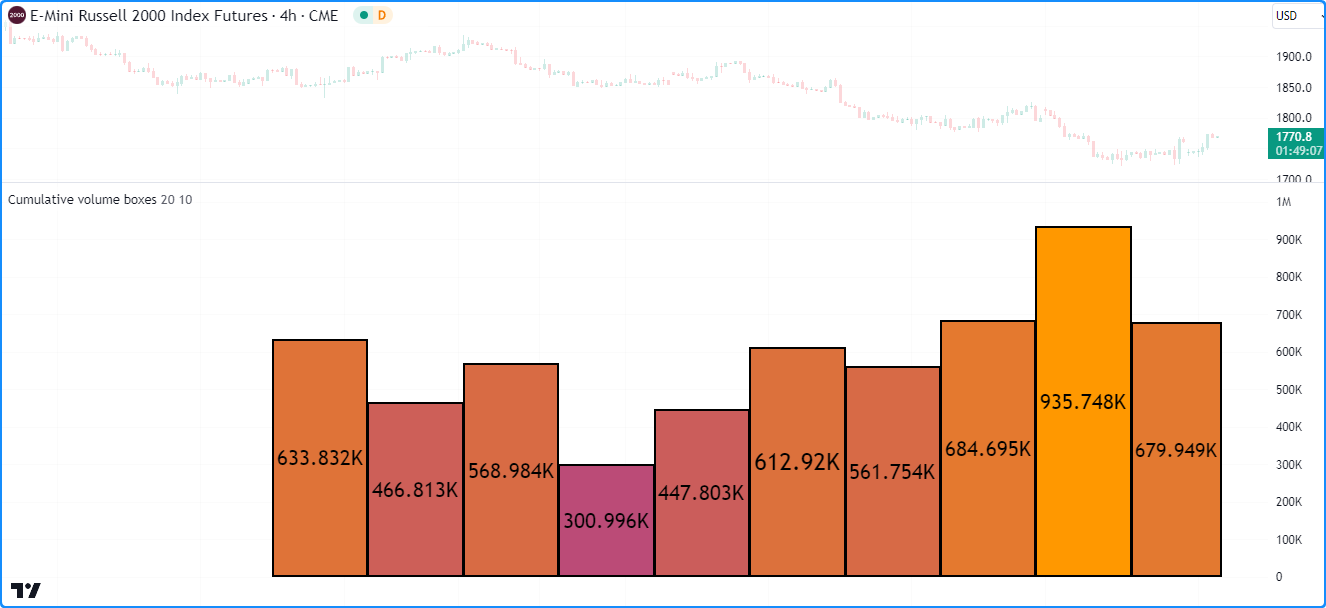 2000 E-Mini Russell 2000 Index Futures · 4h · CME D
USD
1900.0
1850.0
1800.0
1770.8
01:49:07
1700.0
Cumulative volume boxes 20 10
1M
900K
800K
700K
600K
500K
400K
300K
200K
100K
0
633.832K
466.813K
568.984K
300.996K
447.803K
612.92K
561.754K
684.695K
935.748K
679.949K